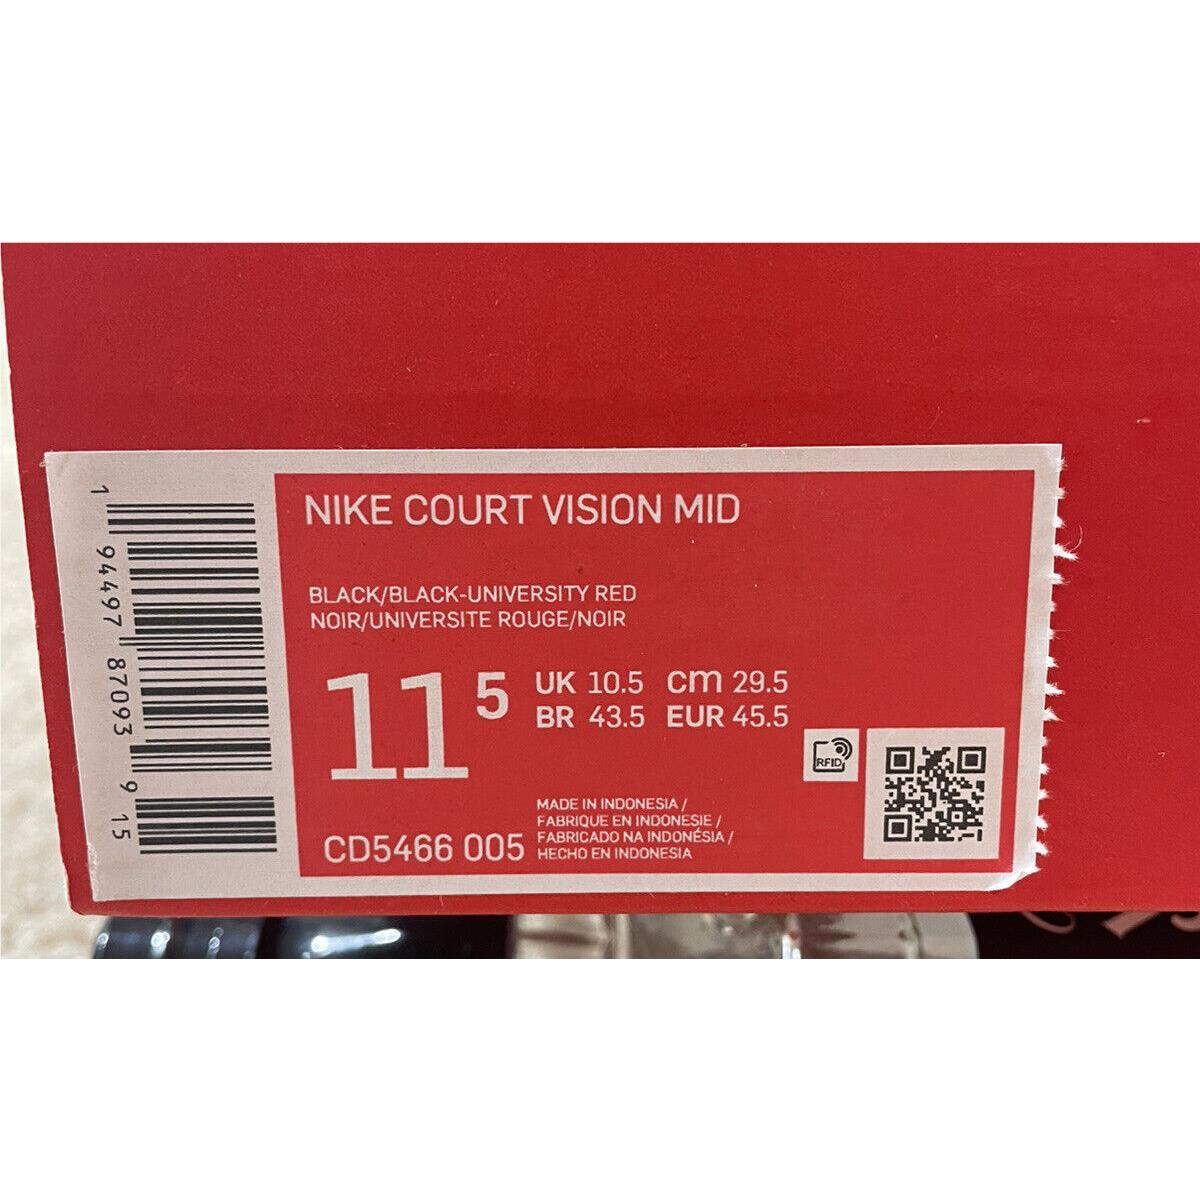 NIKE COURT VISION MID
BLACK/BLACK-UNIVERSITY RED
NOIR/UNIVERSITE ROUGE/NOIR
11 5
UK 10.5 cm 29.5
BR 43.5 EUR 45.5
RFID
MADE IN INDONESIA /
FABRIQUE EN INDONESIE /
FABRICADO NA INDONÉSIA /
HECHO EN INDONESIA
CD5466 005
1 94497 87093 9 15